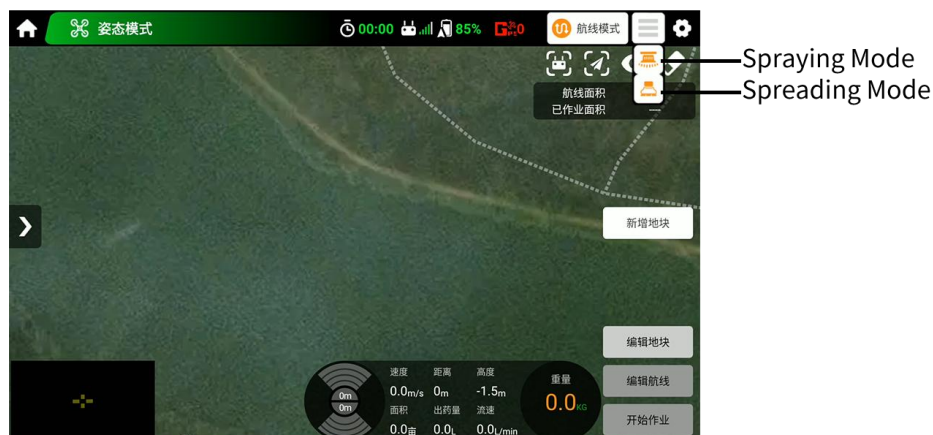 姿态模式
00:00
85%
0
航线模式
Spraying Mode
Spreading Mode
航线面积
已作业面积 —
新增地块
编辑地块
编辑航线
开始作业
0m
0m
速度 距离 高度
0.0m/s 0m -1.5m
面积 出药量 流速
0.0亩 0.0L 0.0L/min
重量
0.0KG